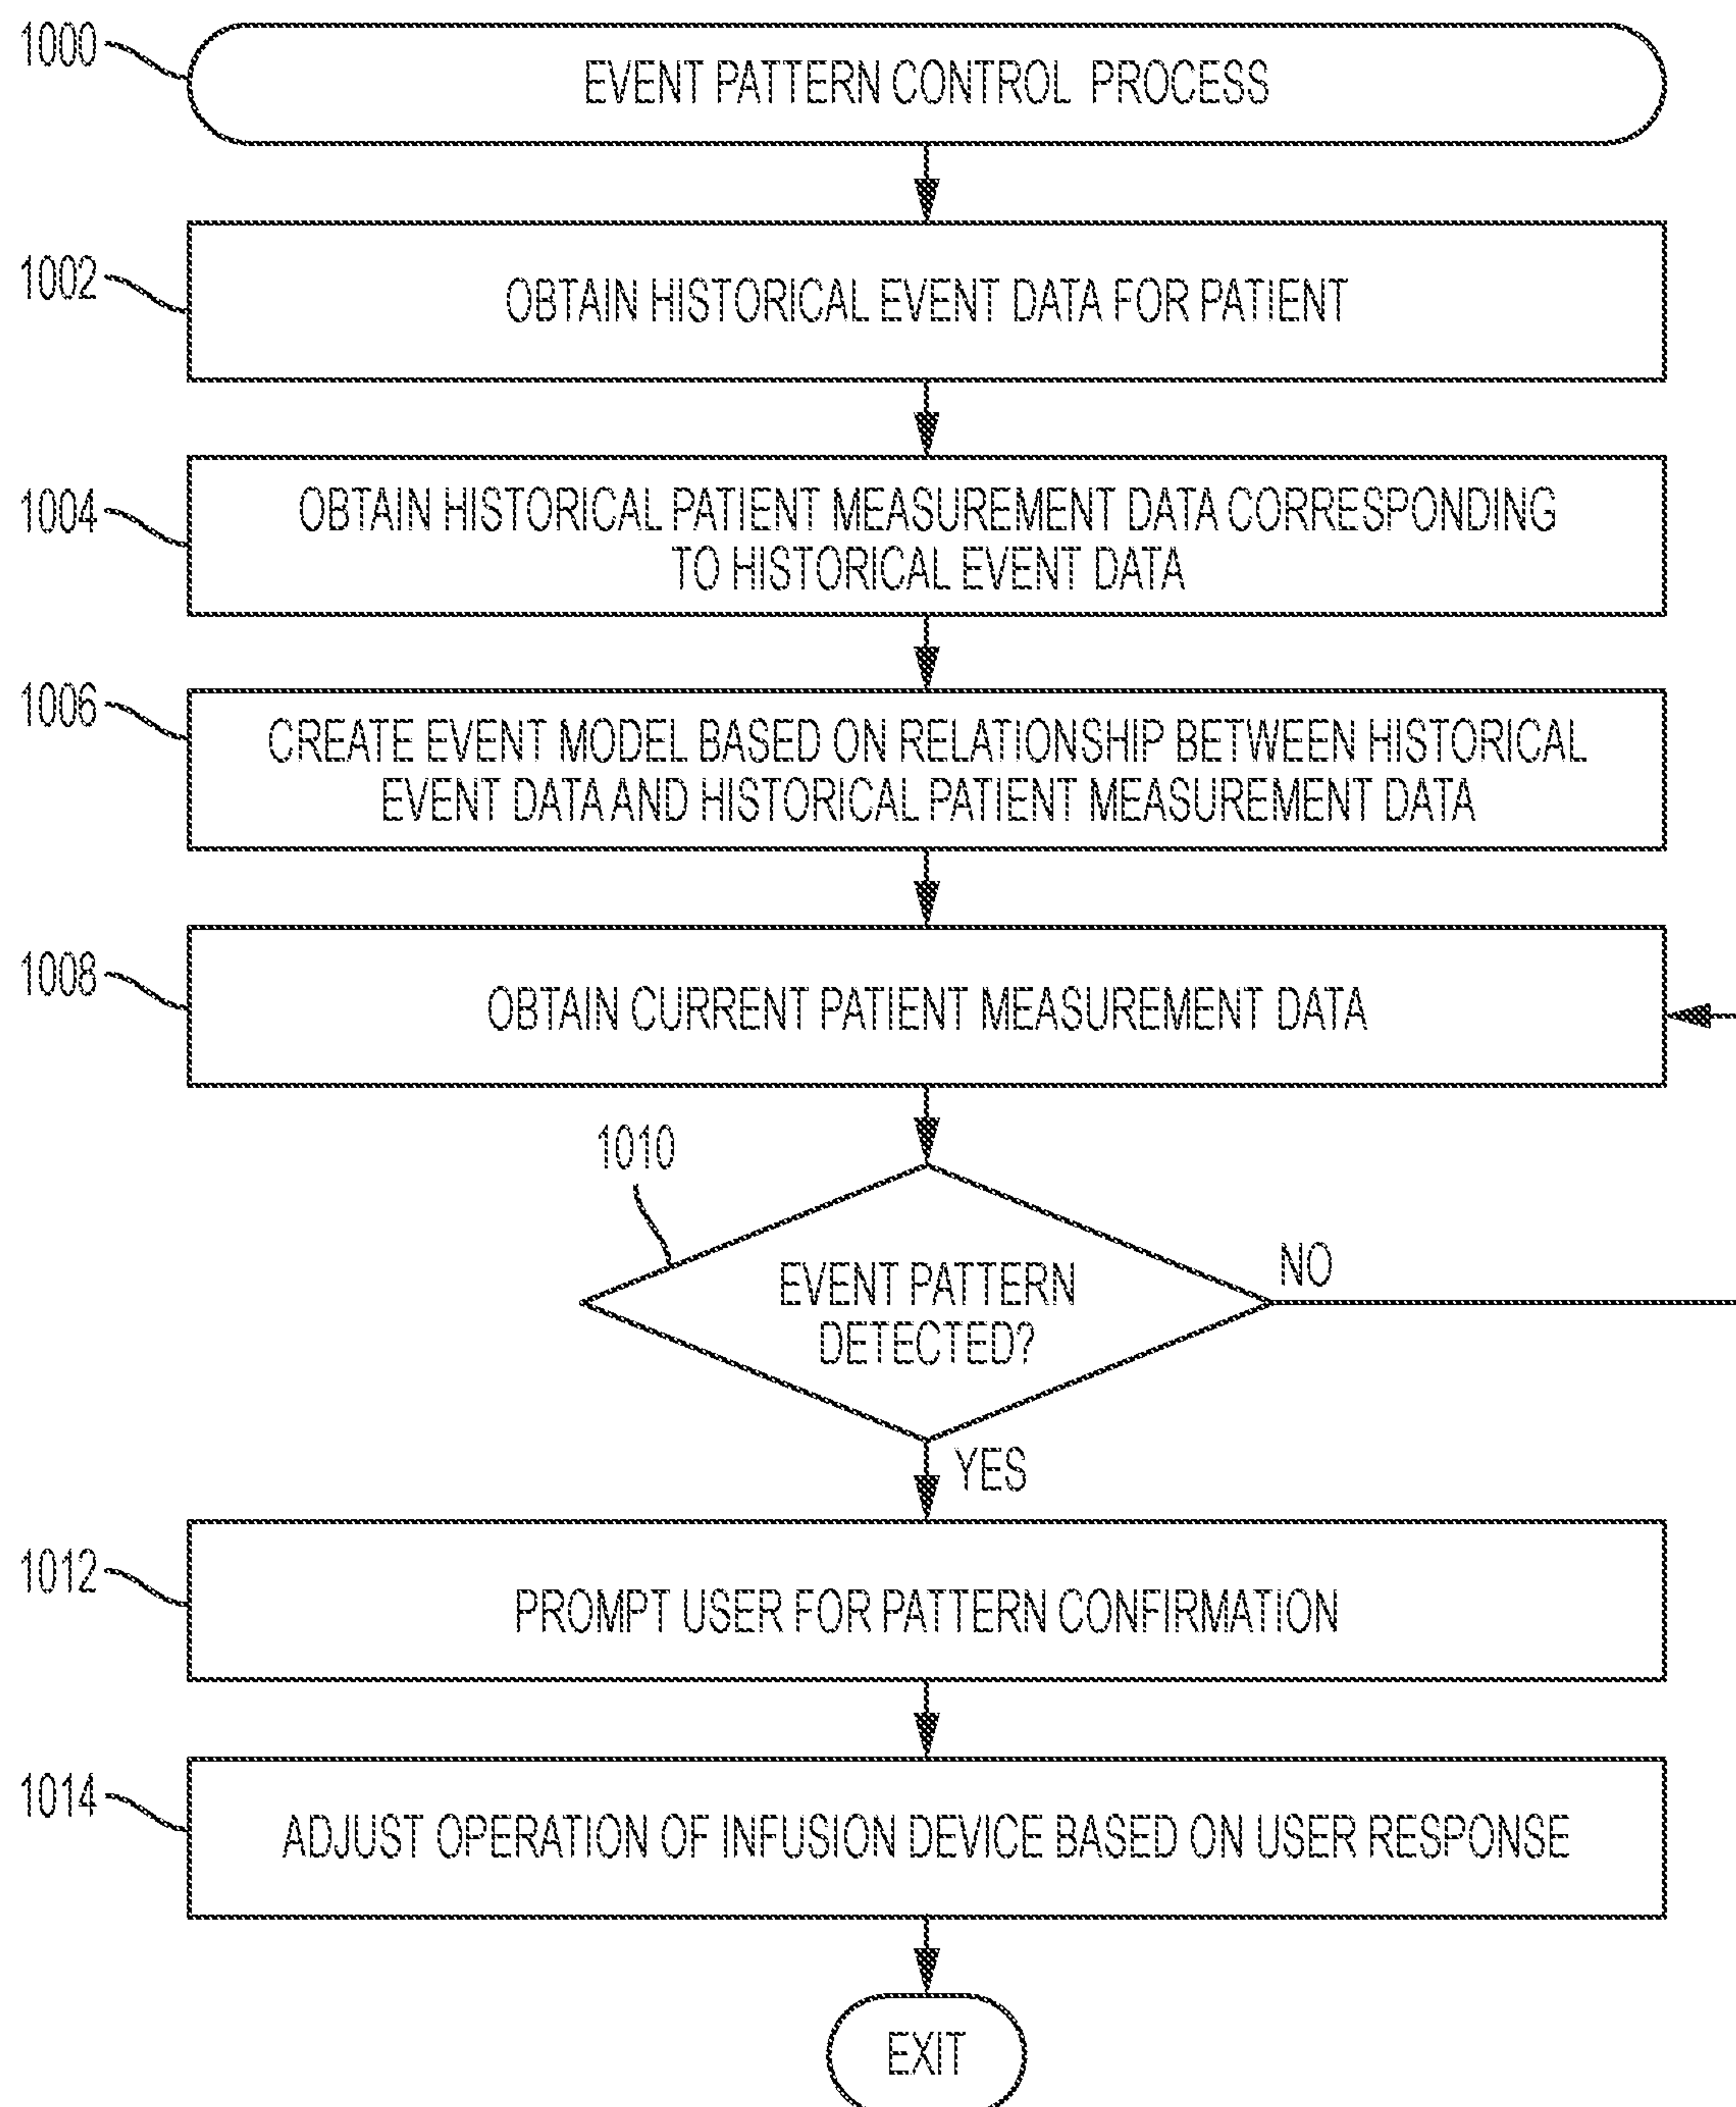 1000
EVENT PATTERN CONTROL PROCESS
1002
OBTAIN HISTORICAL EVENT DATA FOR PATIENT
1004
OBTAIN HISTORICAL PATIENT MEASUREMENT DATA CORRESPONDING
TO HISTORICAL EVENT DATA
1006
CREATE EVENT MODEL BASED ON RELATIONSHIP BETWEEN HISTORICAL
EVENT DATA AND HISTORICAL PATIENT MEASUREMENT DATA
1008
OBTAIN CURRENT PATIENT MEASUREMENT DATA
1010
EVENT PATTERN
DETECTED?
NO
YES
1012
PROMPT USER FOR PATTERN CONFIRMATION
1014
ADJUST OPERATION OF INFUSION DEVICE BASED ON USER RESPONSE
EXIT